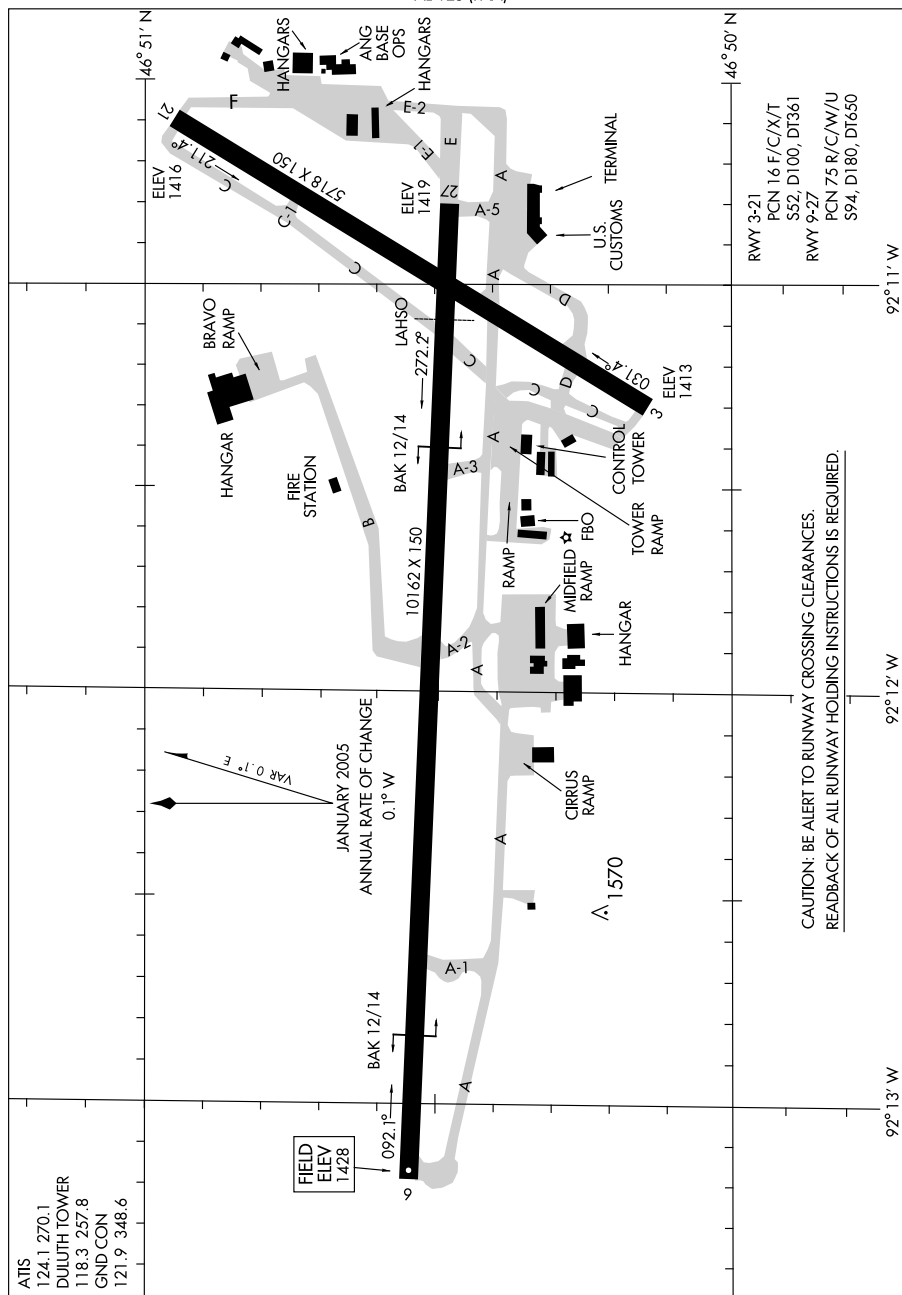 AL-128 (FAA)
ATIS
124.1 270.1
DULUTH TOWER
118.3 257.8
GND CON
121.9 348.6
46° 51' N
46° 50' N
92° 11' W
92° 12' W
92° 13' W
JANUARY 2005
ANNUAL RATE OF CHANGE
0.1° W
VAR 0.1° E
FIELD
ELEV
1428
9
092.1°
BAK 12/14
10162 X 150
BAK 12/14
272.2°
LAHSO
ELEV
1419
27
ELEV
1416
21
211.4°
5718 X 150
031.4°
3
ELEV
1413
HANGARS
ANG
BASE
OPS
HANGARS
F
E-2
E
E-1
C
C-1
C
C
C
C
D
D
A
A
A
A
A
A
A-5
A-3
A-2
A-1
B
BRAVO
RAMP
HANGAR
FIRE
STATION
TERMINAL
U.S.
CUSTOMS
CONTROL
TOWER
TOWER
RAMP
FBO
RAMP
MIDFIELD
RAMP
HANGAR
CIRRUS
RAMP
1570
RWY 3-21
PCN 16 F/C/X/T
S52, D100, DT361
RWY 9-27
PCN 75 R/C/W/U
S94, D180, DT650
CAUTION: BE ALERT TO RUNWAY CROSSING CLEARANCES.
READBACK OF ALL RUNWAY HOLDING INSTRUCTIONS IS REQUIRED.